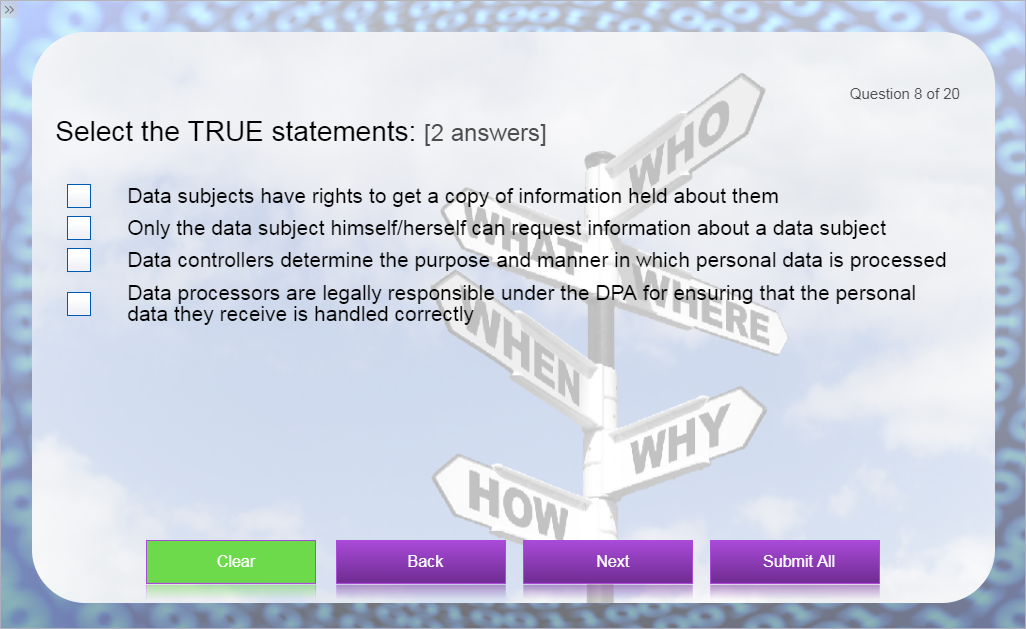 »
Question 8 of 20
Select the TRUE statements: [2 answers]
Data subjects have rights to get a copy of information held about them
Only the data subject himself/herself can request information about a data subject
Data controllers determine the purpose and manner in which personal data is processed
Data processors are legally responsible under the DPA for ensuring that the personal
data they receive is handled correctly
WHO
WHAT
WHERE
WHEN
WHY
HOW
Clear
Back
Next
Submit All